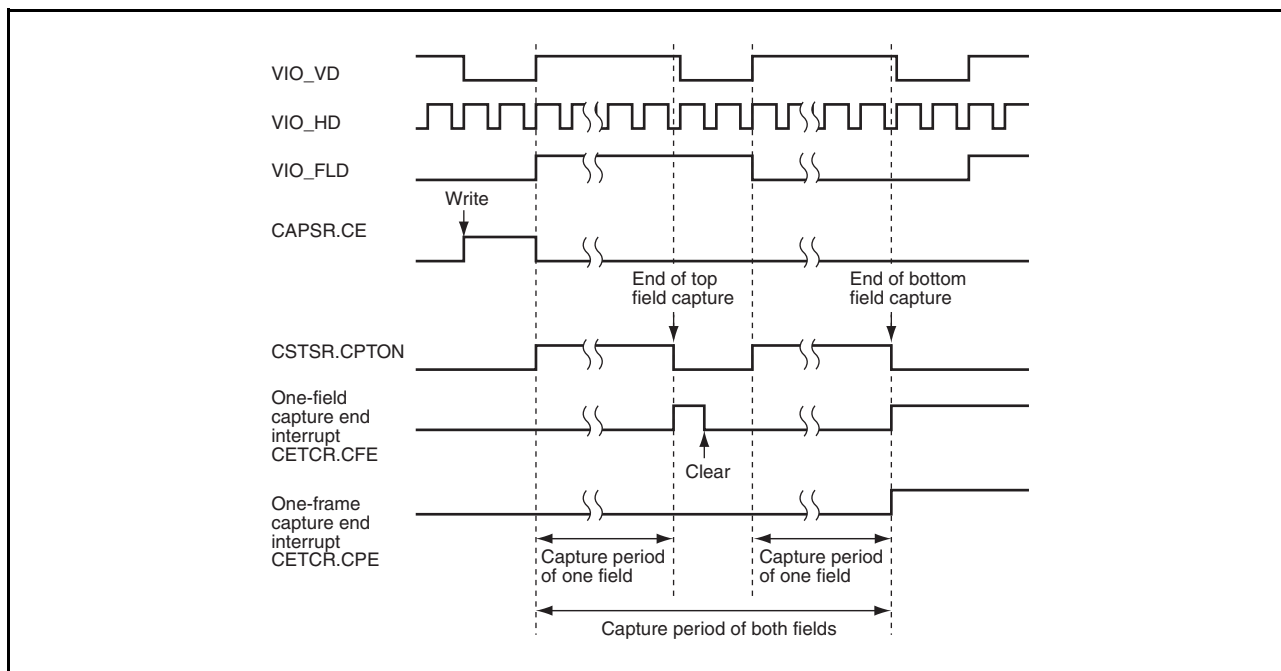 VIO_VD
VIO_HD
VIO_FLD
Write
CAPSR.CE
End of top
field capture
End of bottom
field capture
CSTSR.CPTON
One-field
capture end
interrupt
CETCR.CFE
Clear
One-frame
capture end
interrupt
CETCR.CPE
Capture period
of one field
Capture period
of one field
Capture period of both fields